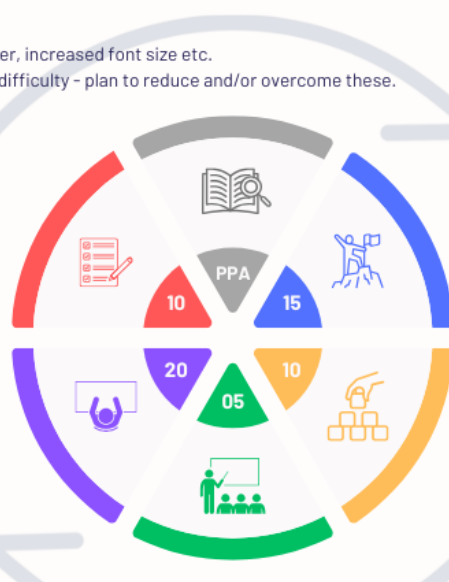 er, increased font size etc.
difficulty - plan to reduce and/or overcome these.
PPA
10
15
20
10
05